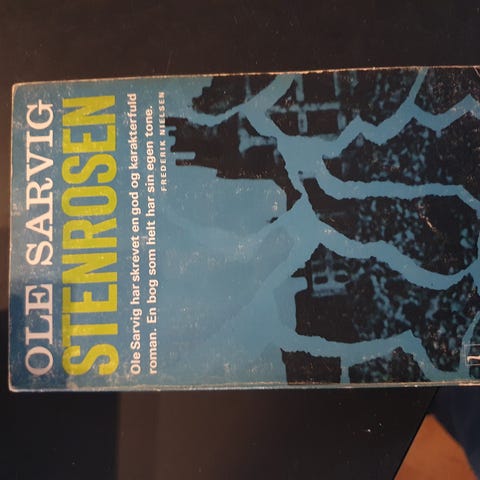 OLE SARVIG
STENROSEN
Ole Sarvig har skrevet en god og karakterfuld
roman. En bog som helt har sin egen tone.
FREDERIK NIELSEN